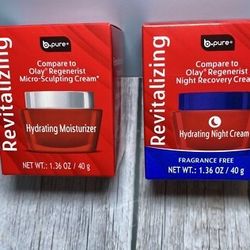 b.pure+
Revitalizing
Compare to
Olay® Regenerist
Micro-Sculpting Cream*
Hydrating Moisturizer
NET WT.: 1.36 OZ / 40 g
b.pure+
Revitalizing
Compare to
Olay® Regenerist
Night Recovery Cream*
Hydrating Night Cream
FRAGRANCE FREE
NET WT.: 1.36 OZ / 40 g